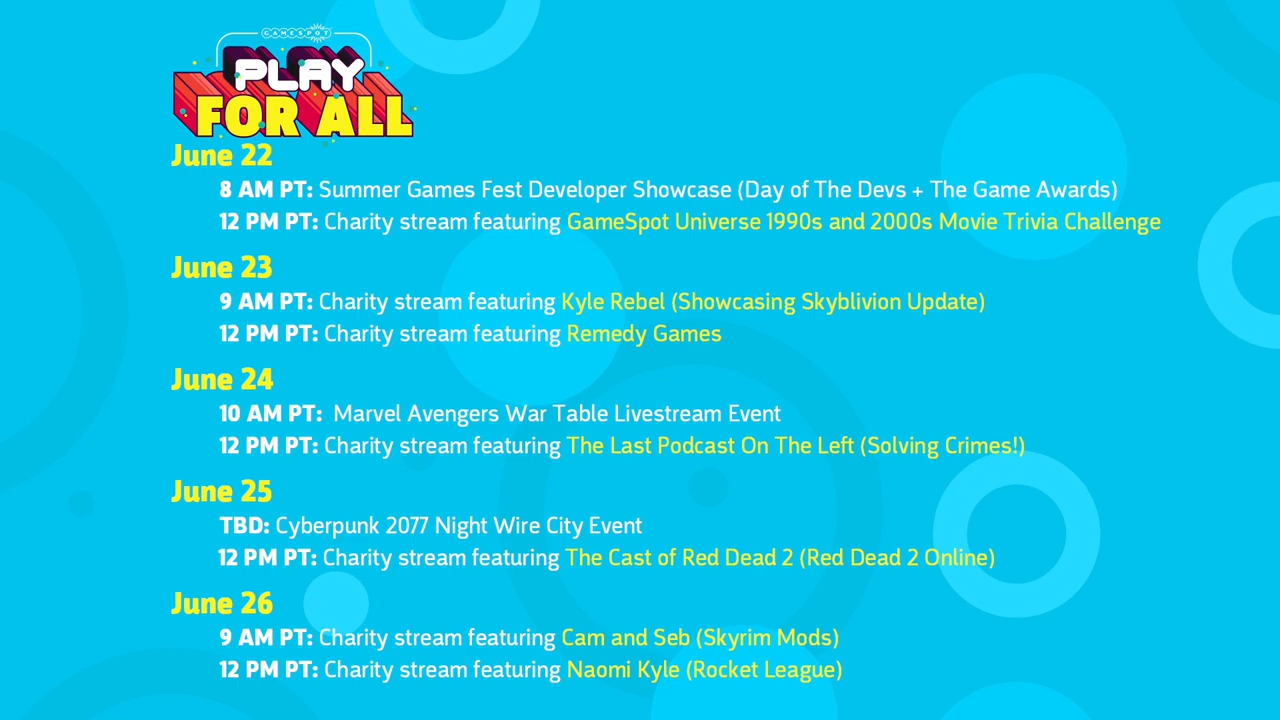 GAMESPOT
PLAY
FOR ALL
June 22
8 AM PT: Summer Games Fest Developer Showcase (Day of The Devs + The Game Awards)
12 PM PT: Charity stream featuring GameSpot Universe 1990s and 2000s Movie Trivia Challenge
June 23
9 AM PT: Charity stream featuring Kyle Rebel (Showcasing Skyblivion Update)
12 PM PT: Charity stream featuring Remedy Games
June 24
10 AM PT: Marvel Avengers War Table Livestream Event
12 PM PT: Charity stream featuring The Last Podcast On The Left (Solving Crimes!)
June 25
TBD: Cyberpunk 2077 Night Wire City Event
12 PM PT: Charity stream featuring The Cast of Red Dead 2 (Red Dead 2 Online)
June 26
9 AM PT: Charity stream featuring Cam and Seb (Skyrim Mods)
12 PM PT: Charity stream featuring Naomi Kyle (Rocket League)